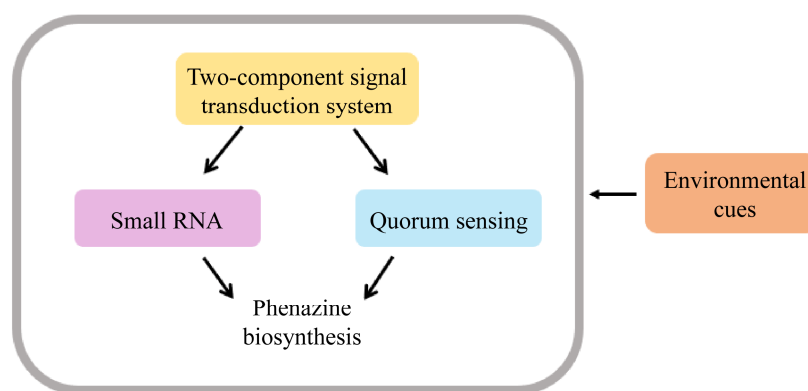 Two-component signal
transduction system
Small RNA
Quorum sensing
Environmental
cues
Phenazine
biosynthesis